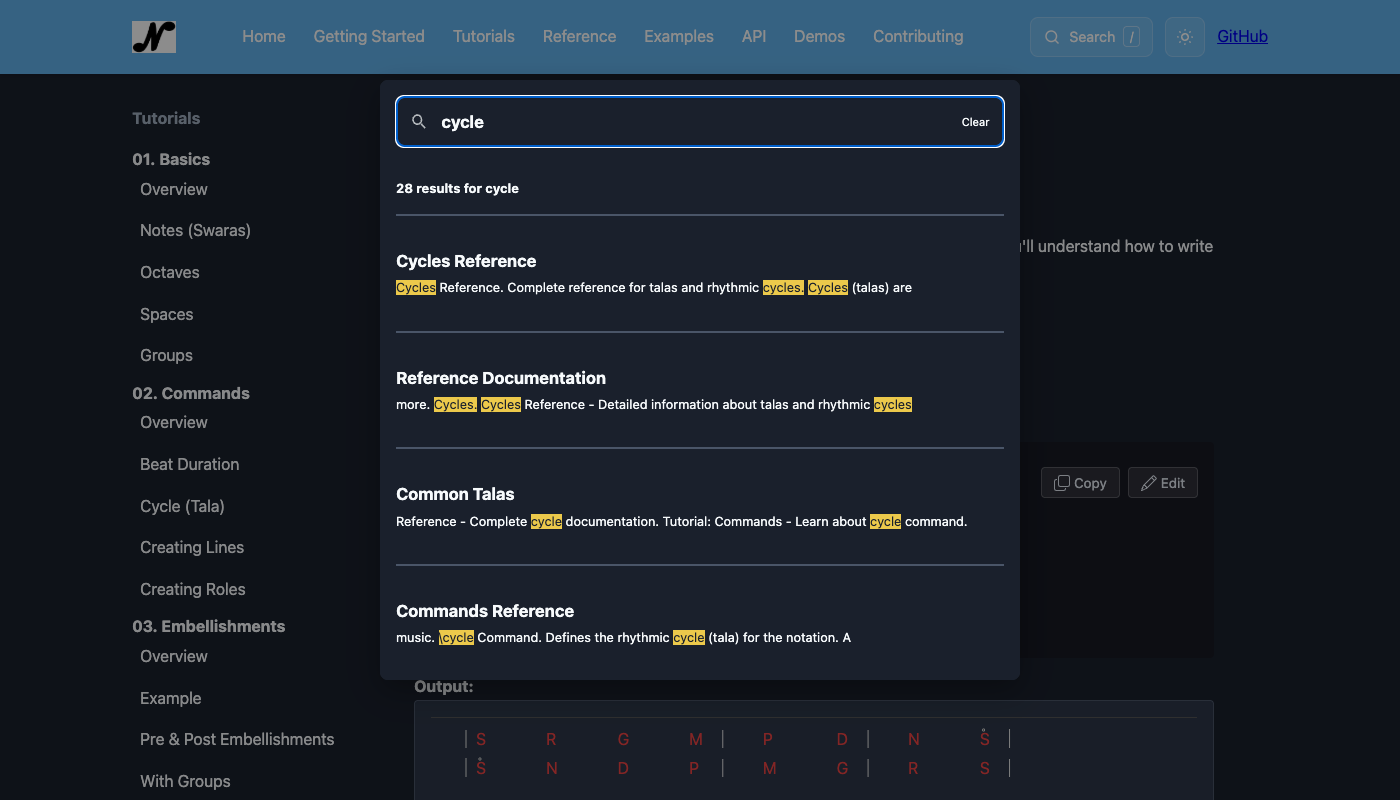 Home Getting Started Tutorials Reference Examples API Demos Contributing Search / GitHub
cycle Clear
28 results for cycle
Cycles Reference
Cycles Reference. Complete reference for talas and rhythmic cycles. Cycles (talas) are
Reference Documentation
more. Cycles. Cycles Reference - Detailed information about talas and rhythmic cycles
Common Talas
Reference - Complete cycle documentation. Tutorial: Commands - Learn about cycle command.
Commands Reference
music. \cycle Command. Defines the rhythmic cycle (tala) for the notation. A
Tutorials
01. Basics
Overview
Notes (Swaras)
Octaves
Spaces
Groups
02. Commands
Overview
Beat Duration
Cycle (Tala)
Creating Lines
Creating Roles
03. Embellishments
Overview
Example
Pre & Post Embellishments
With Groups
'll understand how to write
Copy Edit
Output:
| S R G M | P D | N Ṡ |
| Ṡ N D P | M G | R S |